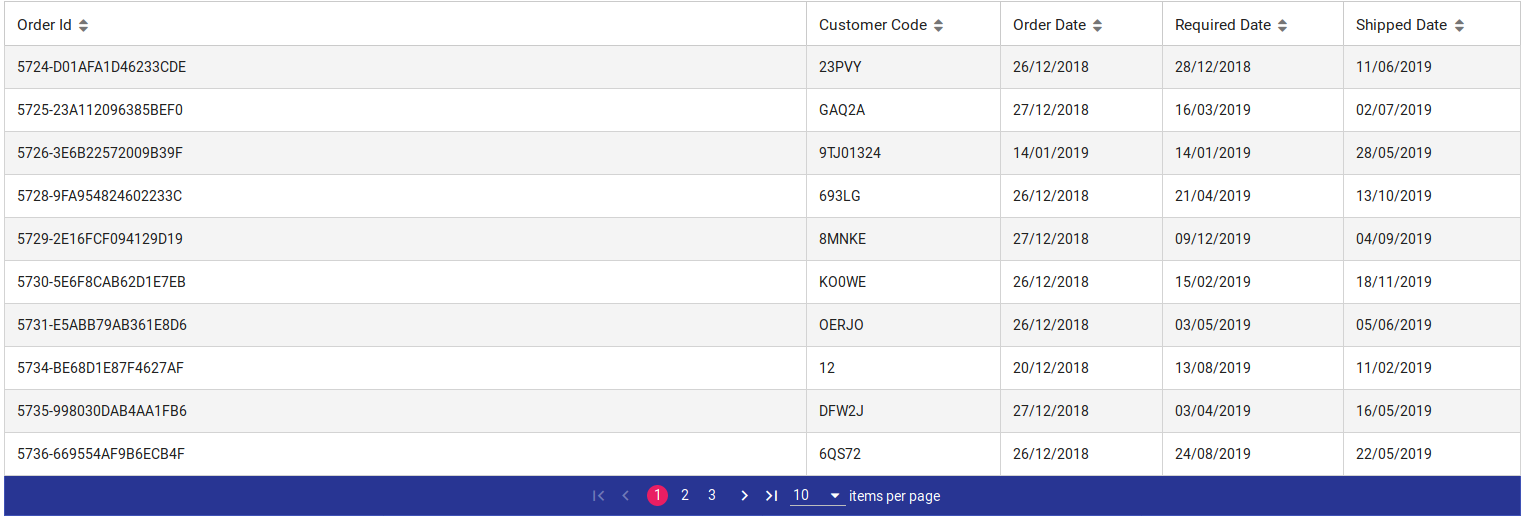 Order Id Customer Code Order Date Required Date Shipped Date
5724-D01AFA1D46233CDE 23PVY 26/12/2018 28/12/2018 11/06/2019
5725-23A112096385BEF0 GAQ2A 27/12/2018 16/03/2019 02/07/2019
5726-3E6B22572009B39F 9TJ01324 14/01/2019 14/01/2019 28/05/2019
5728-9FA954824602233C 693LG 26/12/2018 21/04/2019 13/10/2019
5729-2E16FCF094129D19 8MNKE 27/12/2018 09/12/2019 04/09/2019
5730-5E6F8CAB62D1E7EB KO0WE 26/12/2018 15/02/2019 18/11/2019
5731-E5ABB79AB361E8D6 OERJO 26/12/2018 03/05/2019 05/06/2019
5734-BE68D1E87F4627AF 12 20/12/2018 13/08/2019 11/02/2019
5735-998030DAB4AA1FB6 DFW2J 27/12/2018 03/04/2019 16/05/2019
5736-669554AF9B6ECB4F 6QS72 26/12/2018 24/08/2019 22/05/2019
1 2 3 10 items per page